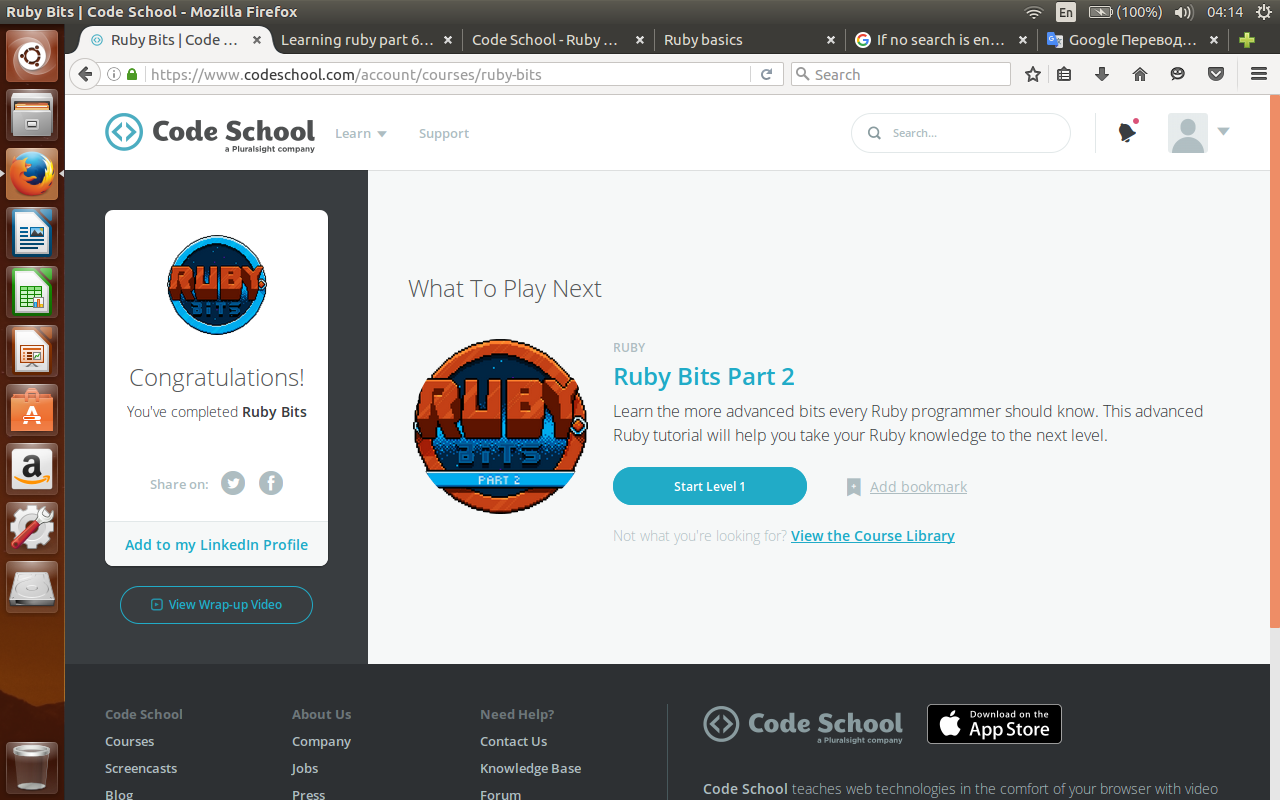 Ruby Bits | Code School - Mozilla Firefox
En
(100%)
04:14
Ruby Bits | Code ...
Learning ruby part 6...
Code School - Ruby ...
Ruby basics
If no search is en...
Google Перевод...
https://www.codeschool.com/account/courses/ruby-bits
Search
Code School
a Pluralsight company
Learn
Support
Search...
RUBY
BITS
Congratulations!
You've completed Ruby Bits
Share on:
Add to my LinkedIn Profile
View Wrap-up Video
What To Play Next
RUBY
BITS
PART 2
RUBY
Ruby Bits Part 2
Learn the more advanced bits every Ruby programmer should know. This advanced
Ruby tutorial will help you take your Ruby knowledge to the next level.
Start Level 1
Add bookmark
Not what you're looking for? View the Course Library
Code School
Courses
Screencasts
Blog
About Us
Company
Jobs
Press
Need Help?
Contact Us
Knowledge Base
Forum
Code School
a Pluralsight company
Download on the
App Store
Code School teaches web technologies in the comfort of your browser with video